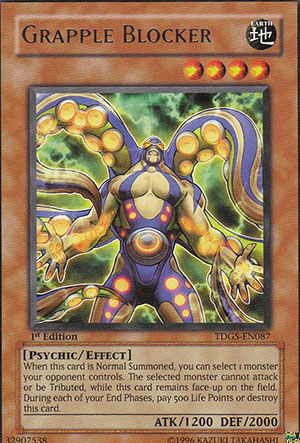 GRAPPLE BLOCKER
EARTH
地
1st Edition
TDGS-EN087
[PSYCHIC/EFFECT]
When this card is Normal Summoned, you can select 1 monster
your opponent controls. The selected monster cannot attack
or be Tributed, while this card remains face-up on the field.
During each of your End Phases, pay 500 Life Points or destroy
this card.
ATK/1200 DEF/2000
32907538
©1996 KAZUKI TAKAHASHI